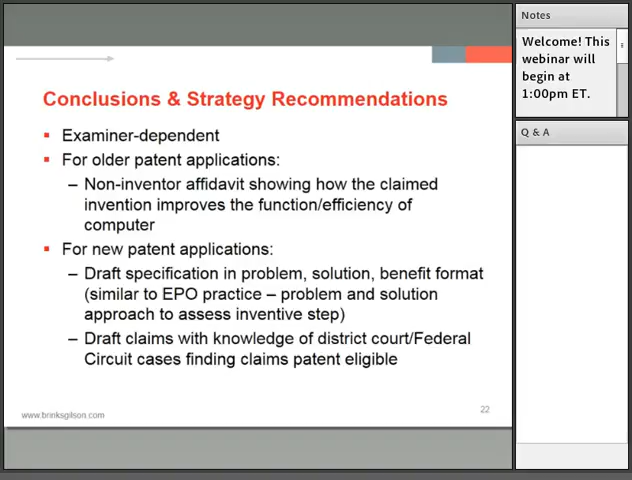 Conclusions & Strategy Recommendations
Examiner-dependent
For older patent applications:
– Non-inventor affidavit showing how the claimed
invention improves the function/efficiency of
computer
For new patent applications:
– Draft specification in problem, solution, benefit format
(similar to EPO practice – problem and solution
approach to assess inventive step)
– Draft claims with knowledge of district court/Federal
Circuit cases finding claims patent eligible
www.brinksgilson.com
22
Notes
Welcome! This
webinar will
begin at
1:00pm ET.
Q & A